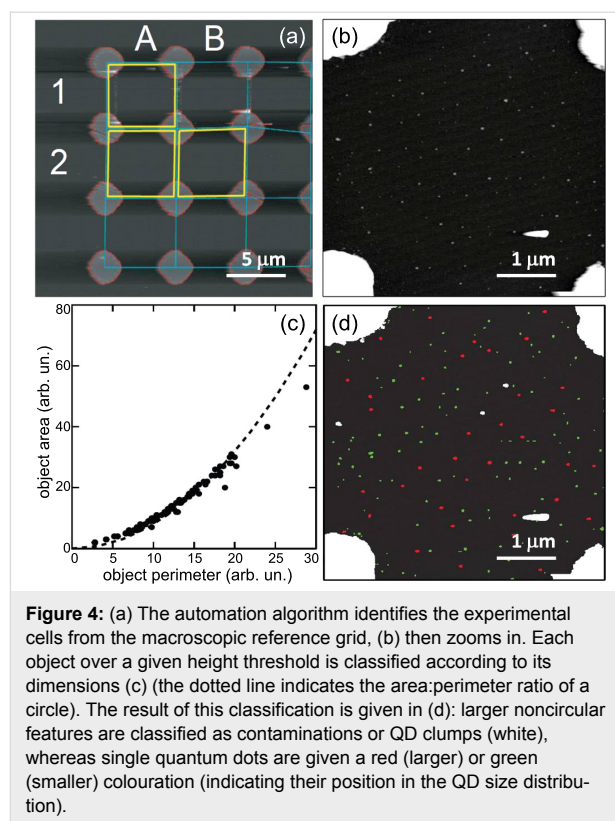 A B (a)
1
2
5 µm
(b)
1 µm
(c)
80
60
40
20
0
object area (arb. un.)
0 5 10 15 20 25 30
object perimeter (arb. un.)
(d)
1 µm
Figure 4: (a) The automation algorithm identifies the experimental
cells from the macroscopic reference grid, (b) then zooms in. Each
object over a given height threshold is classified according to its
dimensions (c) (the dotted line indicates the area:perimeter ratio of a
circle). The result of this classification is given in (d): larger noncircular
features are classified as contaminations or QD clumps (white),
whereas single quantum dots are given a red (larger) or green
(smaller) colouration (indicating their position in the QD size distribu-
tion).